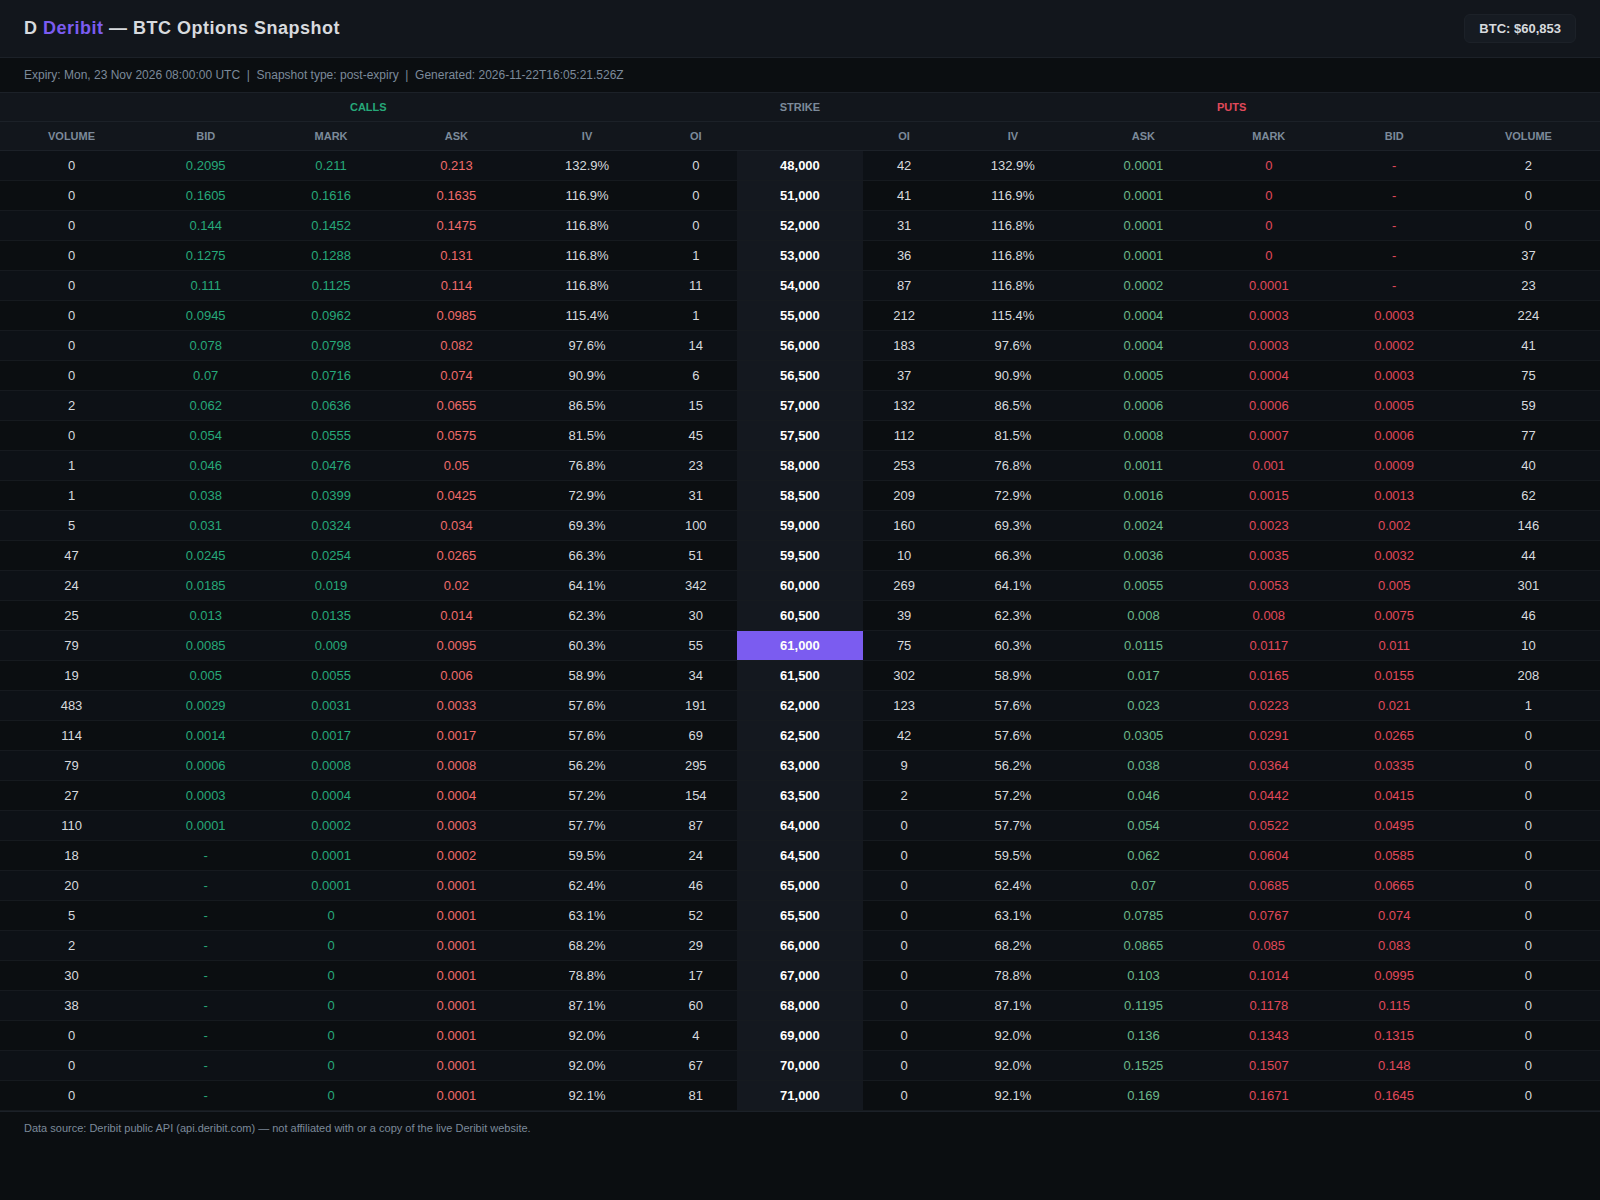 D Deribit — BTC Options Snapshot
BTC: $60,853
Expiry: Mon, 23 Nov 2026 08:00:00 UTC | Snapshot type: post-expiry | Generated: 2026-11-22T16:05:21.526Z
CALLS STRIKE PUTS
VOLUME BID MARK ASK IV OI OI IV ASK MARK BID VOLUME
0 0.2095 0.211 0.213 132.9% 0 48,000 42 132.9% 0.0001 0 - 2
0 0.1605 0.1616 0.1635 116.9% 0 51,000 41 116.9% 0.0001 0 - 0
0 0.144 0.1452 0.1475 116.8% 0 52,000 31 116.8% 0.0001 0 - 0
0 0.1275 0.1288 0.131 116.8% 1 53,000 36 116.8% 0.0001 0 - 37
0 0.111 0.1125 0.114 116.8% 11 54,000 87 116.8% 0.0002 0.0001 - 23
0 0.0945 0.0962 0.0985 115.4% 1 55,000 212 115.4% 0.0004 0.0003 0.0003 224
0 0.078 0.0798 0.082 97.6% 14 56,000 183 97.6% 0.0004 0.0003 0.0002 41
0 0.07 0.0716 0.074 90.9% 6 56,500 37 90.9% 0.0005 0.0004 0.0003 75
2 0.062 0.0636 0.0655 86.5% 15 57,000 132 86.5% 0.0006 0.0006 0.0005 59
0 0.054 0.0555 0.0575 81.5% 45 57,500 112 81.5% 0.0008 0.0007 0.0006 77
1 0.046 0.0476 0.05 76.8% 23 58,000 253 76.8% 0.0011 0.001 0.0009 40
1 0.038 0.0399 0.0425 72.9% 31 58,500 209 72.9% 0.0016 0.0015 0.0013 62
5 0.031 0.0324 0.034 69.3% 100 59,000 160 69.3% 0.0024 0.0023 0.002 146
47 0.0245 0.0254 0.0265 66.3% 51 59,500 10 66.3% 0.0036 0.0035 0.0032 44
24 0.0185 0.019 0.02 64.1% 342 60,000 269 64.1% 0.0055 0.0053 0.005 301
25 0.013 0.0135 0.014 62.3% 30 60,500 39 62.3% 0.008 0.008 0.0075 46
79 0.0085 0.009 0.0095 60.3% 55 61,000 75 60.3% 0.0115 0.0117 0.011 10
19 0.005 0.0055 0.006 58.9% 34 61,500 302 58.9% 0.017 0.0165 0.0155 208
483 0.0029 0.0031 0.0033 57.6% 191 62,000 123 57.6% 0.023 0.0223 0.021 1
114 0.0014 0.0017 0.0017 57.6% 69 62,500 42 57.6% 0.0305 0.0291 0.0265 0
79 0.0006 0.0008 0.0008 56.2% 295 63,000 9 56.2% 0.038 0.0364 0.0335 0
27 0.0003 0.0004 0.0004 57.2% 154 63,500 2 57.2% 0.046 0.0442 0.0415 0
110 0.0001 0.0002 0.0003 57.7% 87 64,000 0 57.7% 0.054 0.0522 0.0495 0
18 - 0.0001 0.0002 59.5% 24 64,500 0 59.5% 0.062 0.0604 0.0585 0
20 - 0.0001 0.0001 62.4% 46 65,000 0 62.4% 0.07 0.0685 0.0665 0
5 - 0 0.0001 63.1% 52 65,500 0 63.1% 0.0785 0.0767 0.074 0
2 - 0 0.0001 68.2% 29 66,000 0 68.2% 0.0865 0.085 0.083 0
30 - 0 0.0001 78.8% 17 67,000 0 78.8% 0.103 0.1014 0.0995 0
38 - 0 0.0001 87.1% 60 68,000 0 87.1% 0.1195 0.1178 0.115 0
0 - 0 0.0001 92.0% 4 69,000 0 92.0% 0.136 0.1343 0.1315 0
0 - 0 0.0001 92.0% 67 70,000 0 92.0% 0.1525 0.1507 0.148 0
0 - 0 0.0001 92.1% 81 71,000 0 92.1% 0.169 0.1671 0.1645 0
Data source: Deribit public API (api.deribit.com) — not affiliated with or a copy of the live Deribit website.